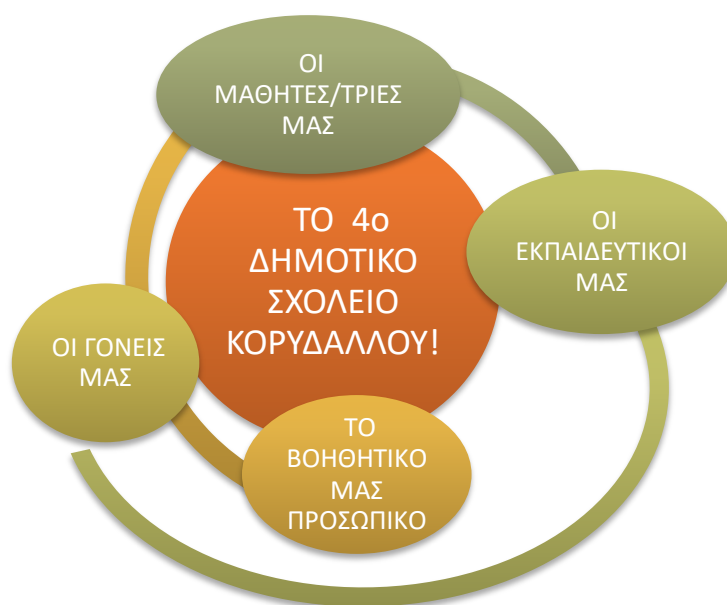 ΟΙ
ΜΑΘΗΤΕΣ/ΤΡΙΕΣ
ΜΑΣ
ΤΟ 4ο
ΔΗΜΟΤΙΚΟ
ΣΧΟΛΕΙΟ
ΚΟΡΥΔΑΛΛΟΥ!
ΟΙ
ΕΚΠΑΙΔΕΥΤΙΚΟΙ
ΜΑΣ
ΟΙ ΓΟΝΕΙΣ
ΜΑΣ
ΤΟ
ΒΟΗΘΗΤΙΚΟ
ΜΑΣ
ΠΡΟΣΩΠΙΚΟ